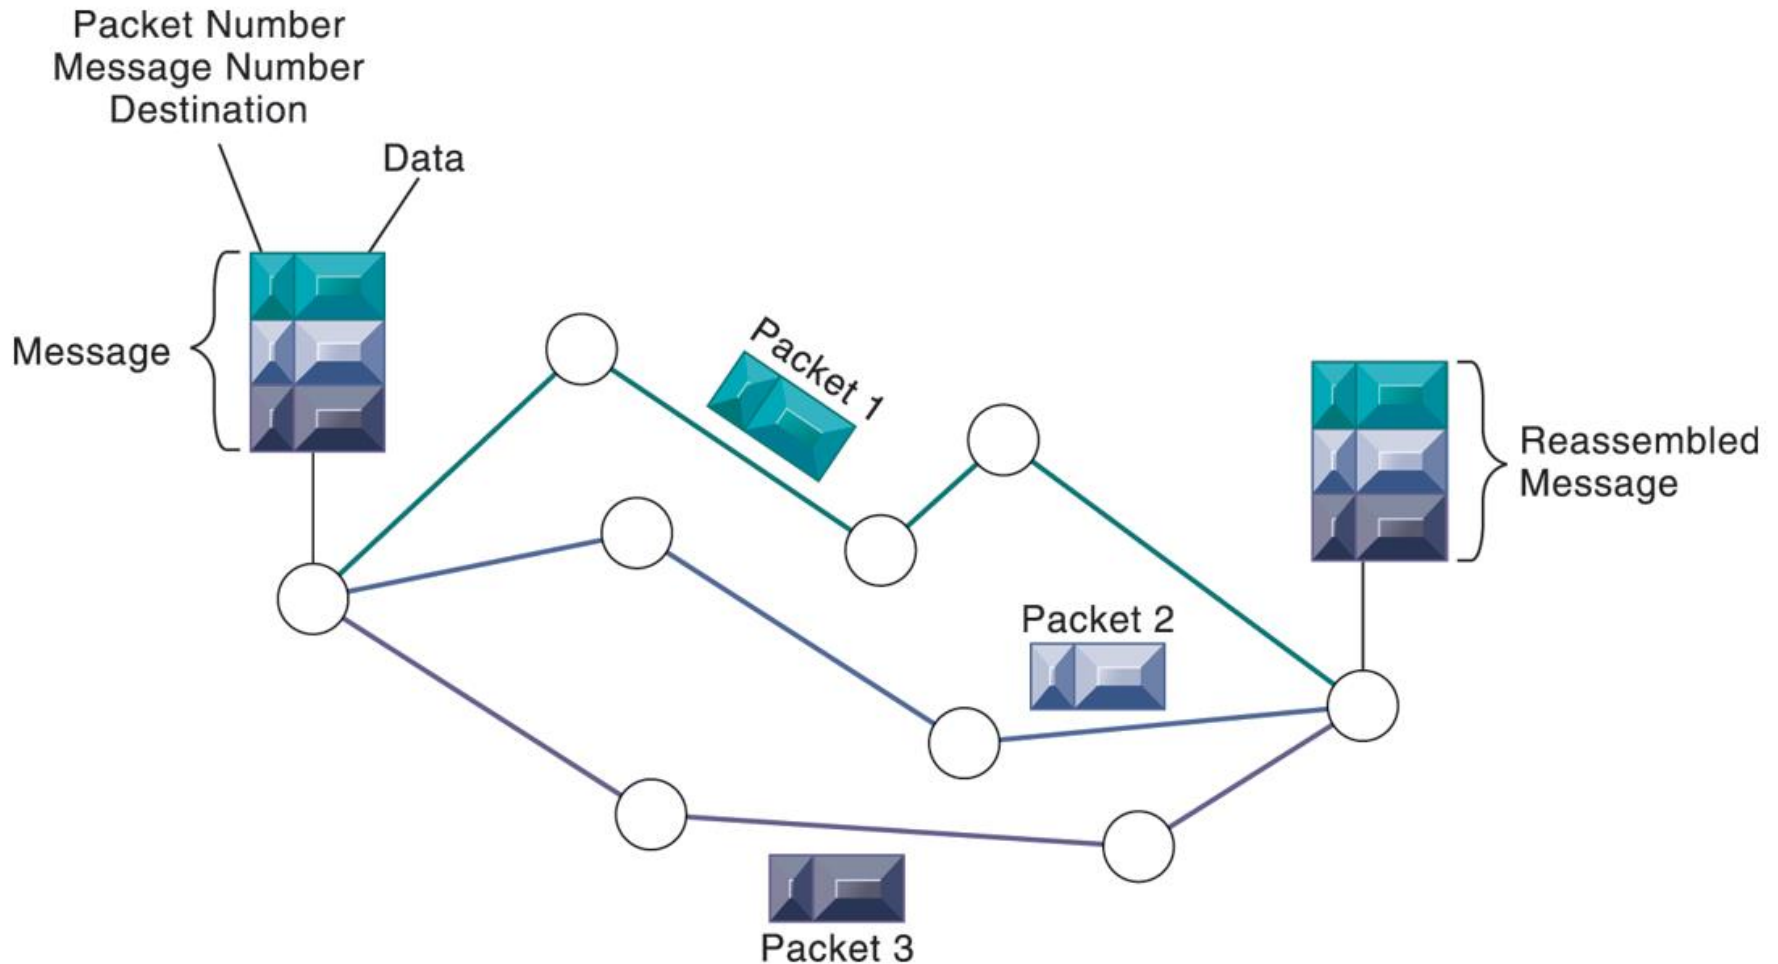 Packet Number
Message Number
Destination
Data
Message
Packet 1
Packet 2
Packet 3
Reassembled
Message